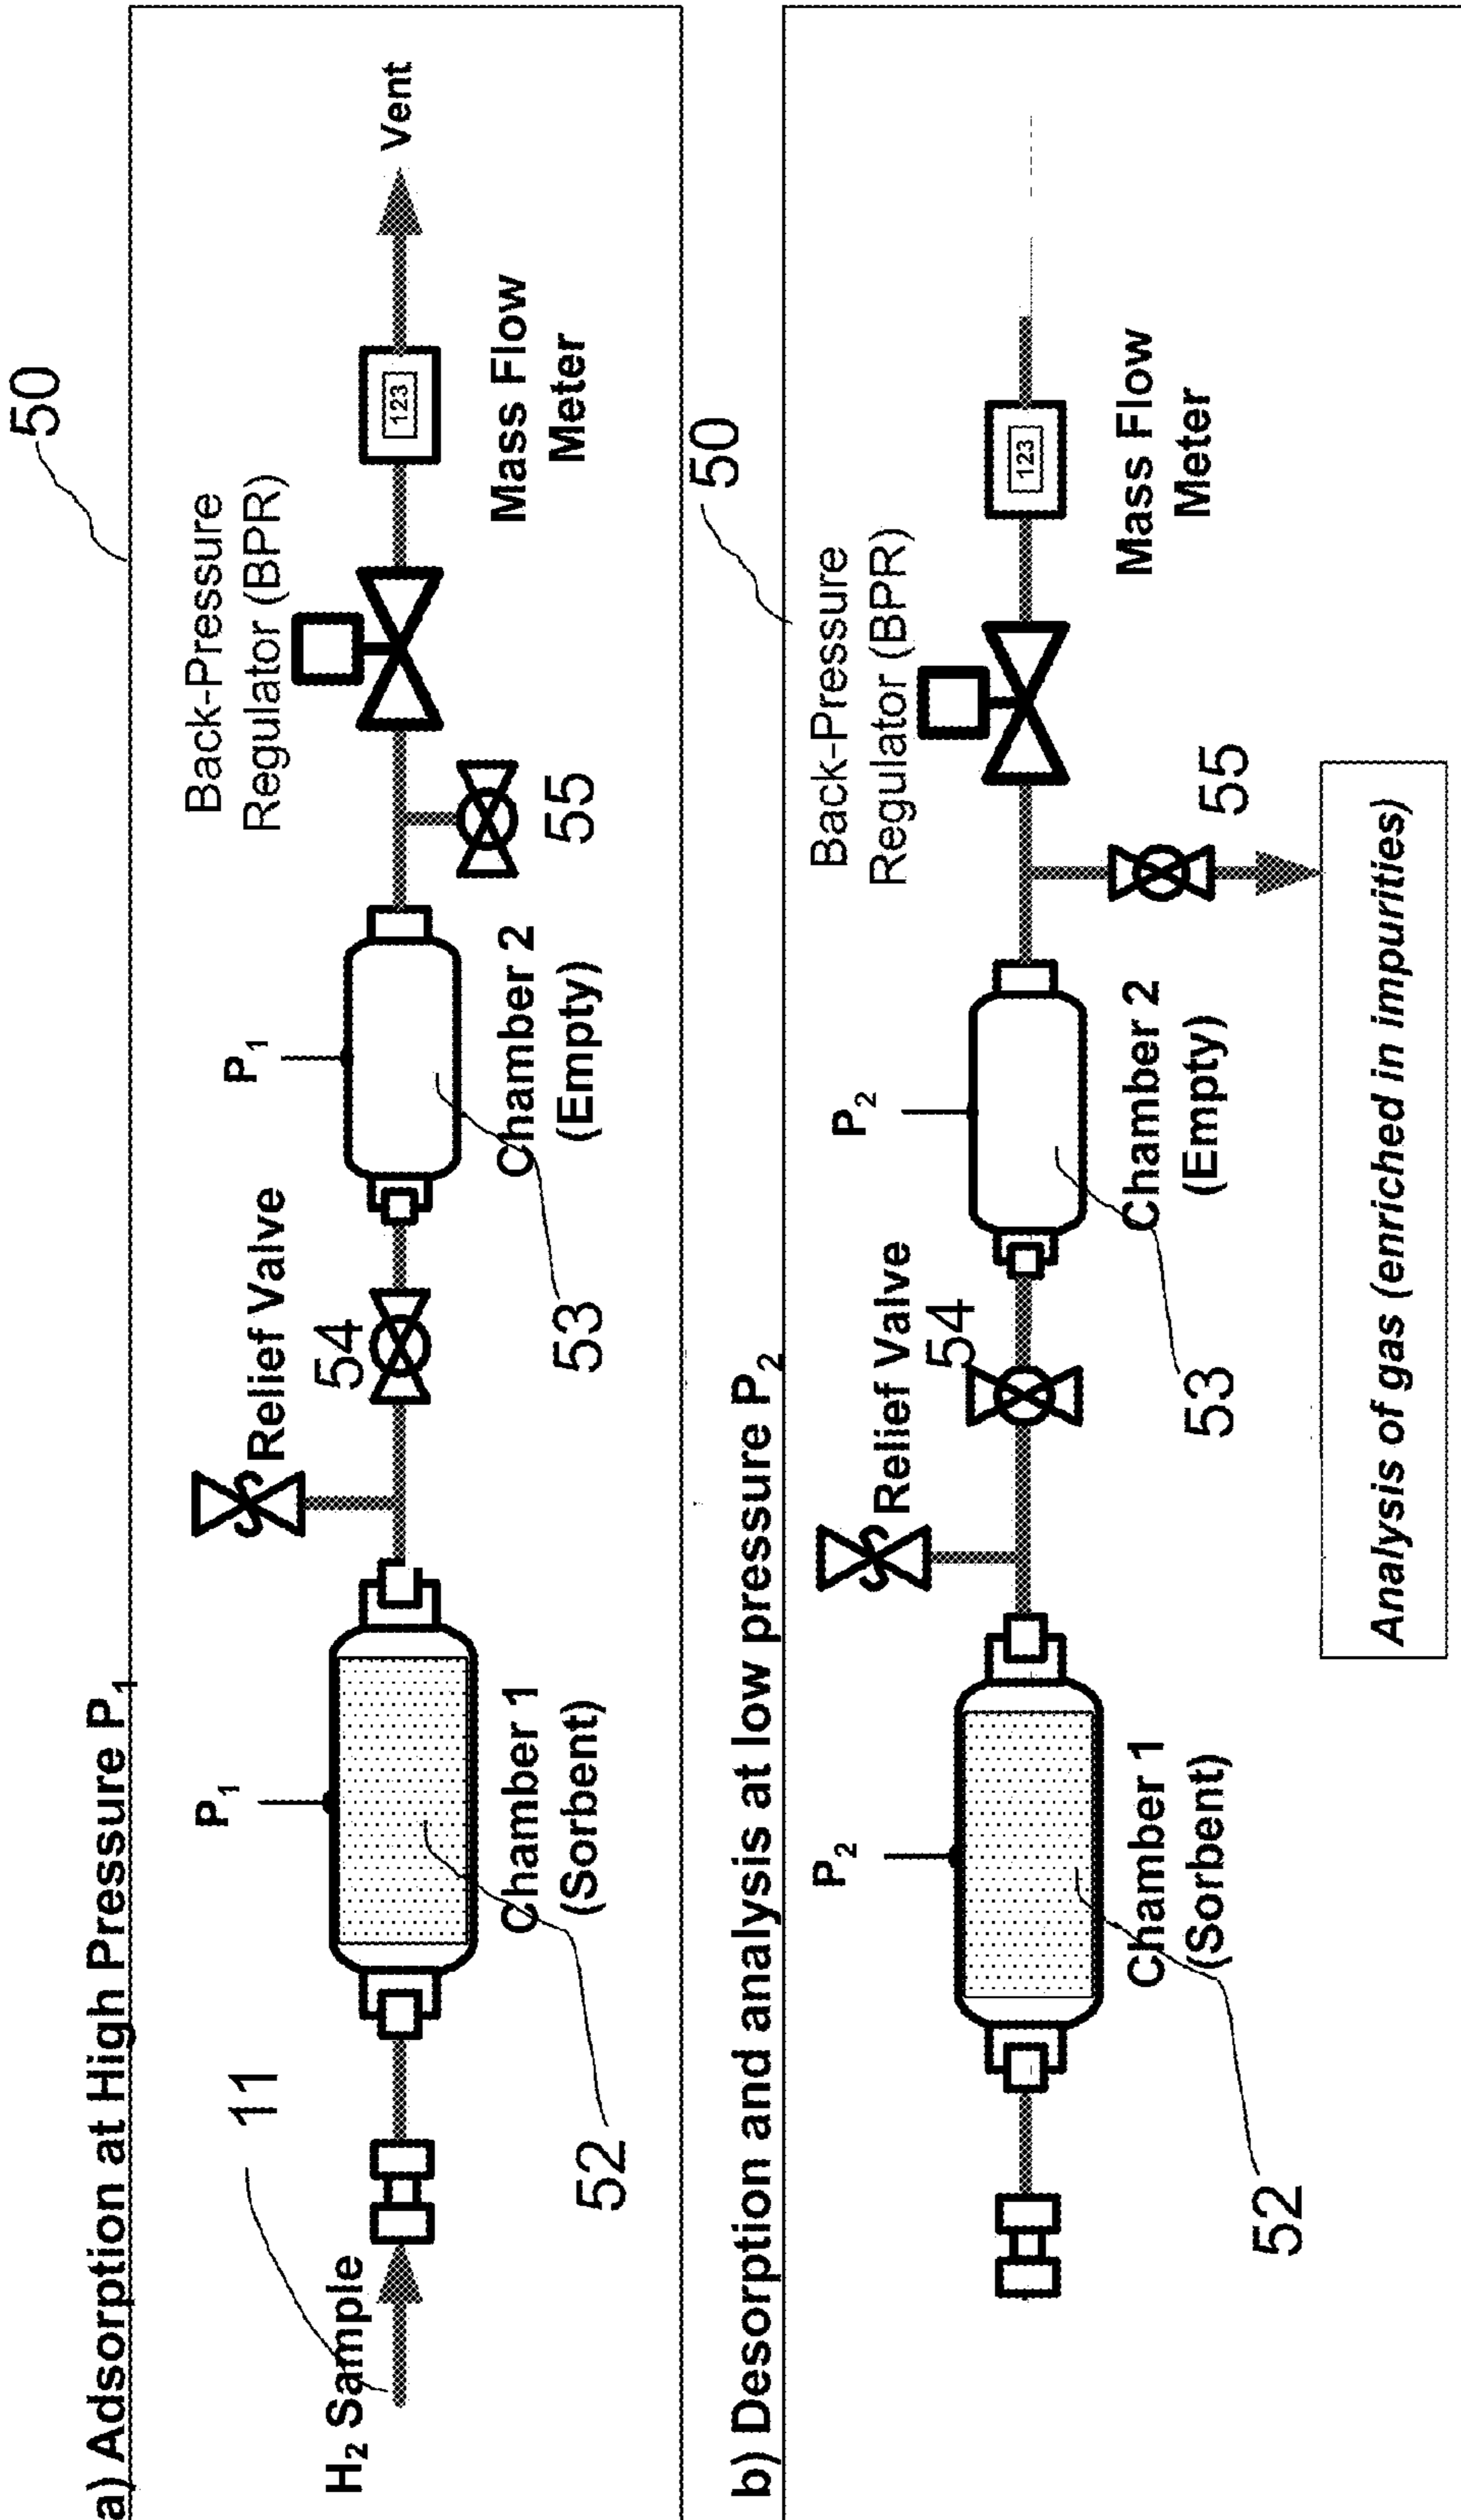 a) Adsorption at High Pressure P₁
50
H₂ Sample
11
P₁
Chamber 1
(Sorbent)
52
Relief Valve
54
P₁
Chamber 2
(Empty)
53
55
Back-Pressure
Regulator (BPR)
123
Mass Flow
Meter
Vent
b) Desorption and analysis at low pressure P₂
50
P₂
Chamber 1
(Sorbent)
52
Relief Valve
54
P₂
Chamber 2
(Empty)
53
55
Back-Pressure
Regulator (BPR)
123
Mass Flow
Meter
Analysis of gas (enriched in impurities)